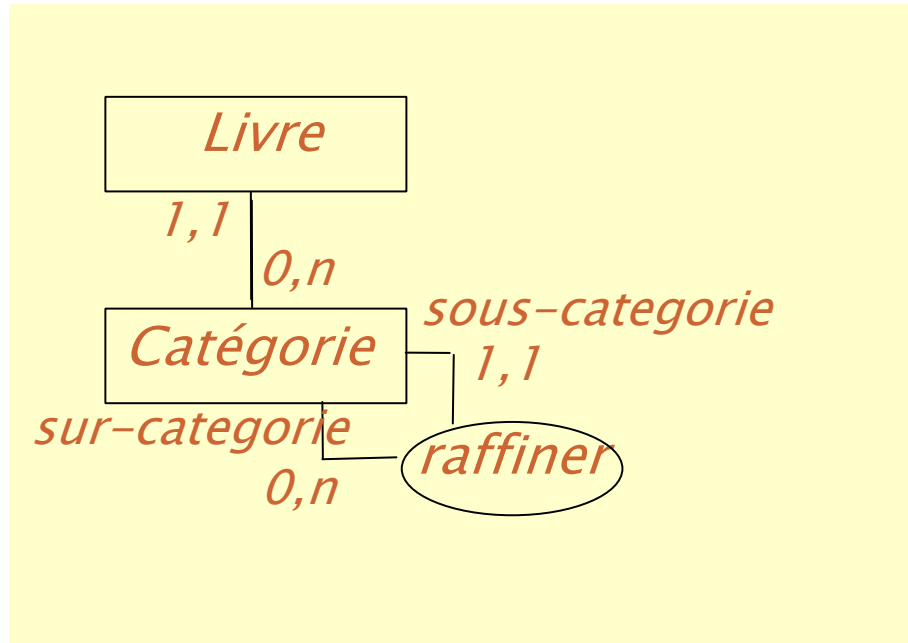 Livre
1,1
0,n
Catégorie
sous-categorie
1,1
sur-categorie
0,n
raffiner